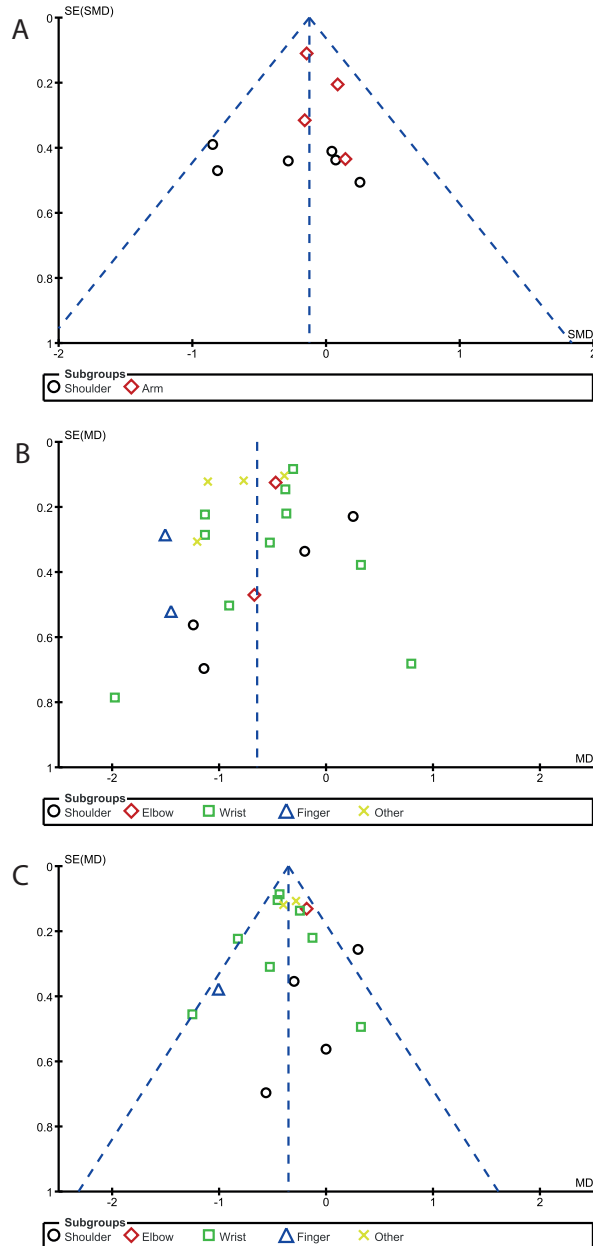 A
SE(SMD)
0
0.2
0.4
0.6
0.8
1
SMD
-2 -1 0 1 2
Subgroups
Shoulder Arm
B
SE(MD)
0
0.2
0.4
0.6
0.8
1
MD
-2 -1 0 1 2
Subgroups
Shoulder Elbow Wrist Finger Other
C
SE(MD)
0
0.2
0.4
0.6
0.8
1
MD
-2 -1 0 1 2
Subgroups
Shoulder Elbow Wrist Finger Other